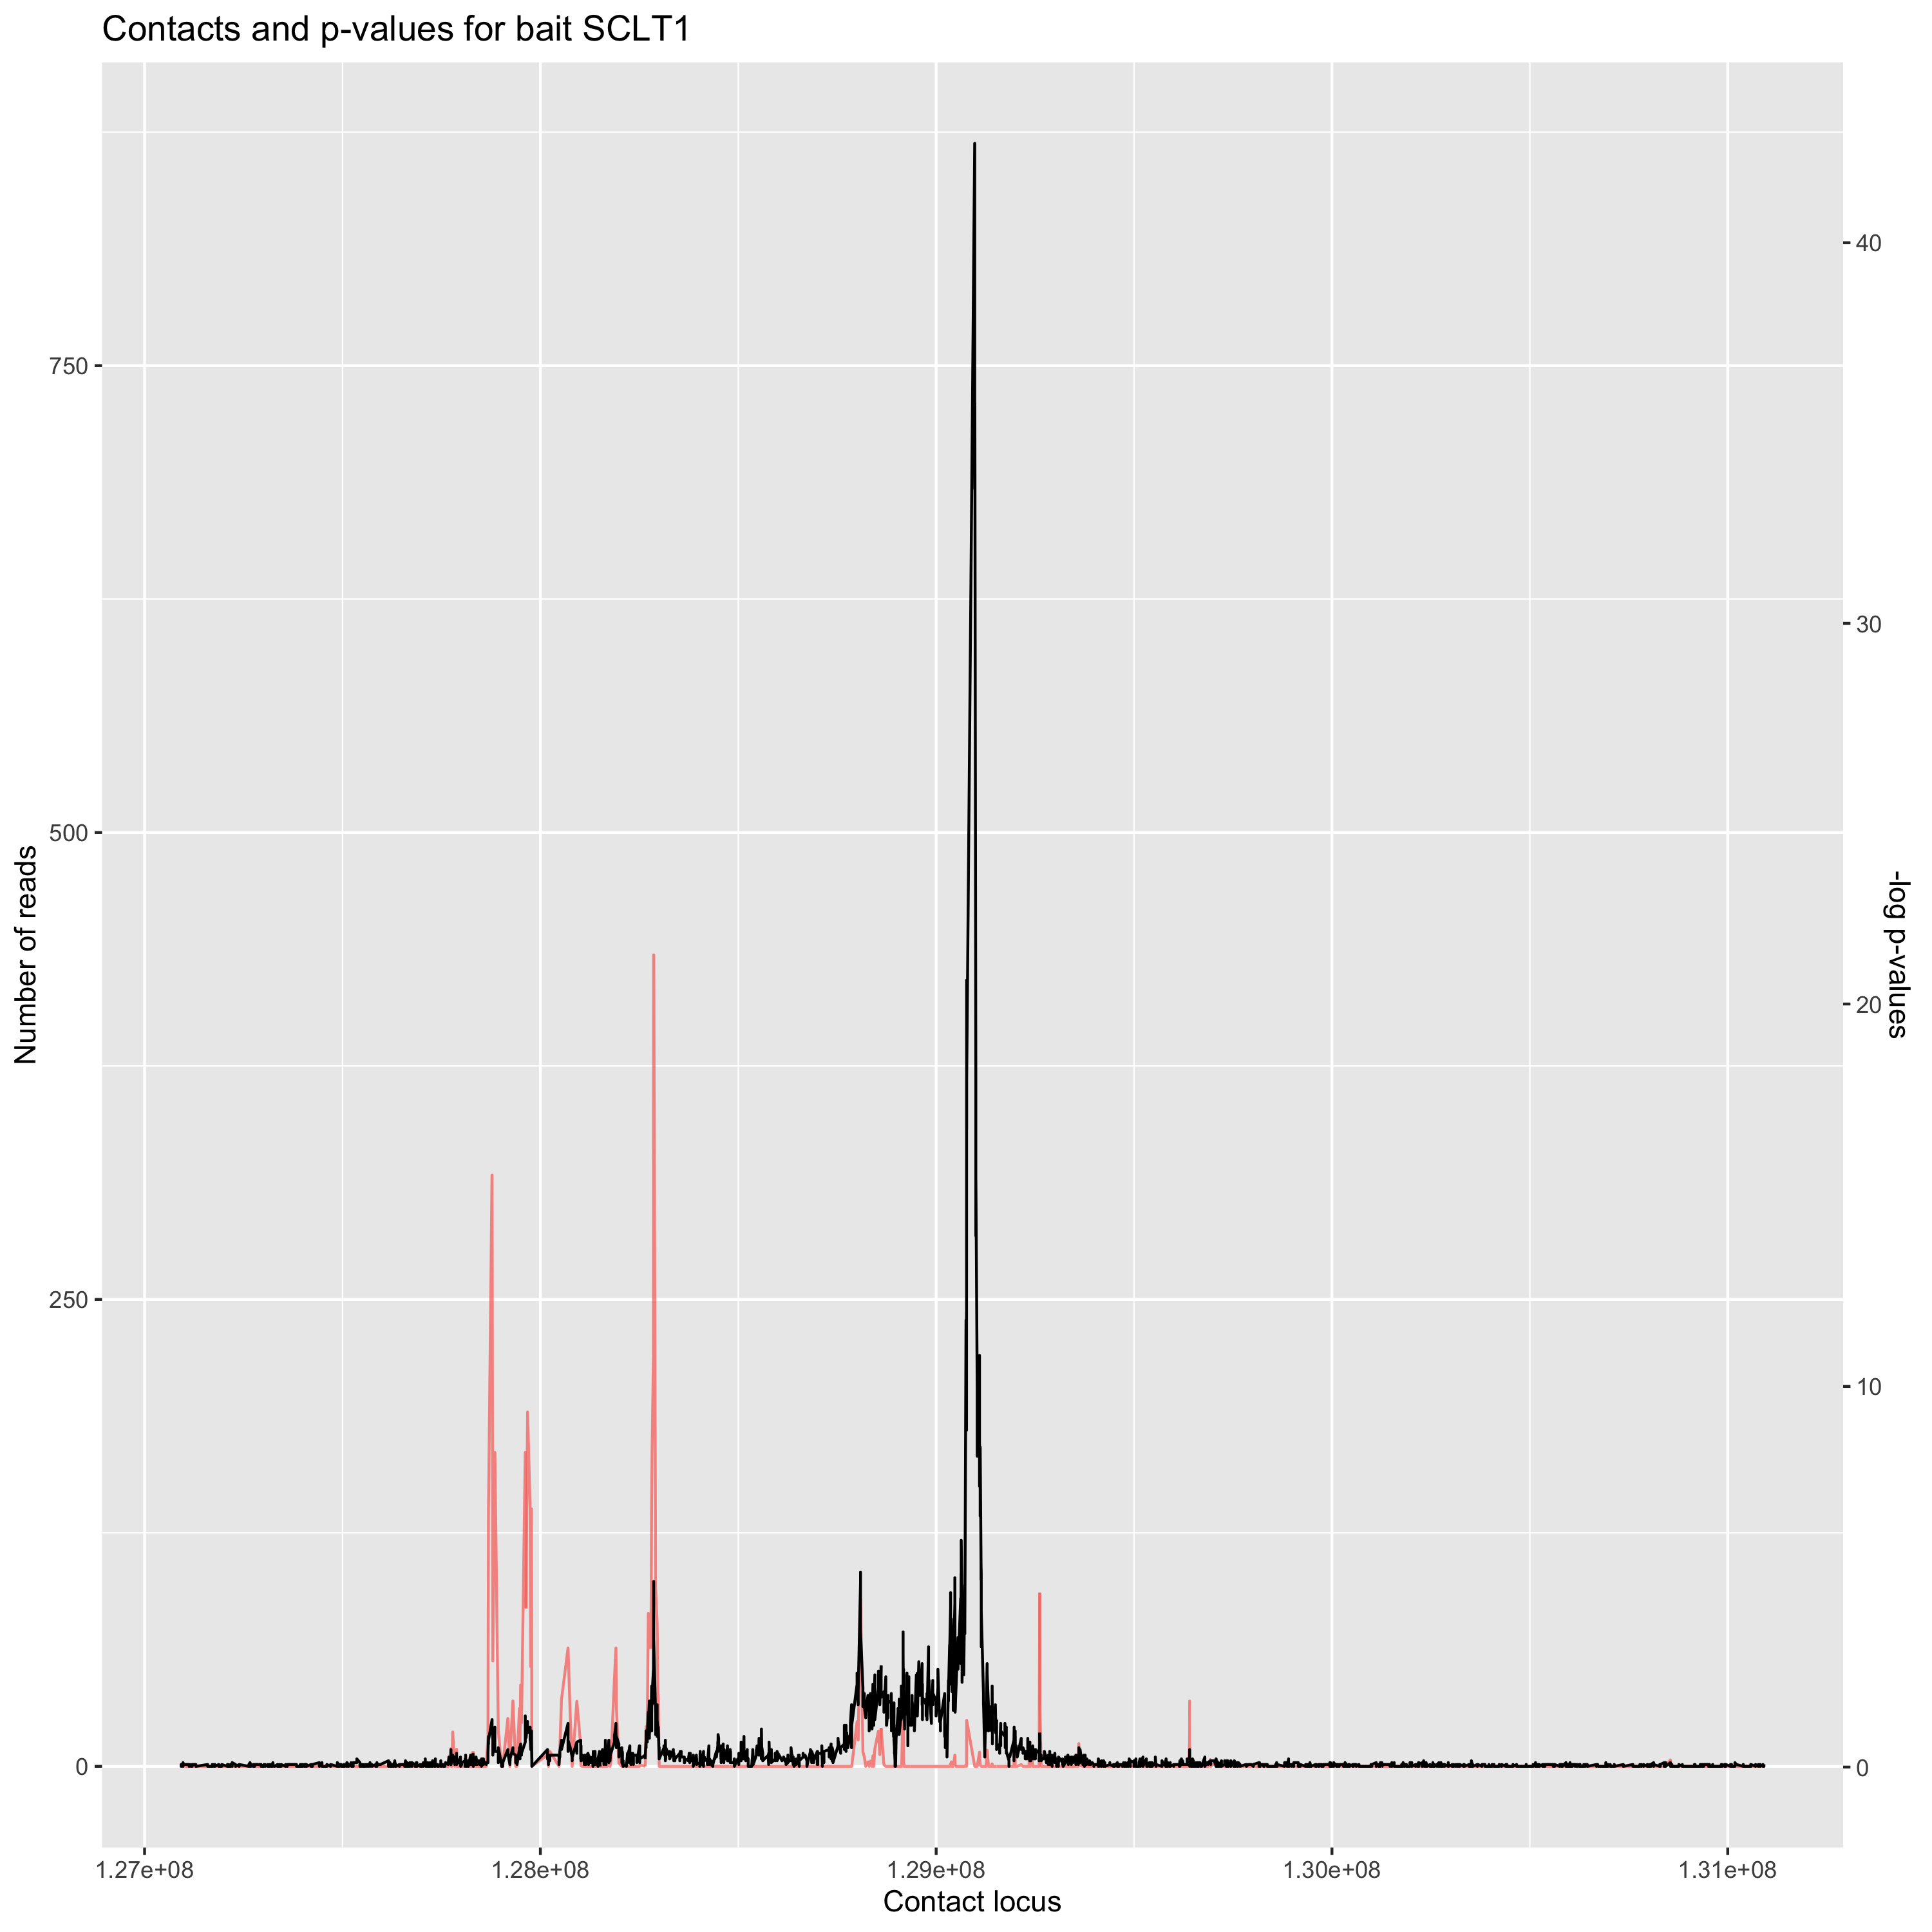 Contacts and p-values for bait SCLT1
Number of reads
750
500
250
0
40
30
20
10
0
-log p-values
1.27e+08
1.28e+08
1.29e+08
1.30e+08
1.31e+08
Contact locus